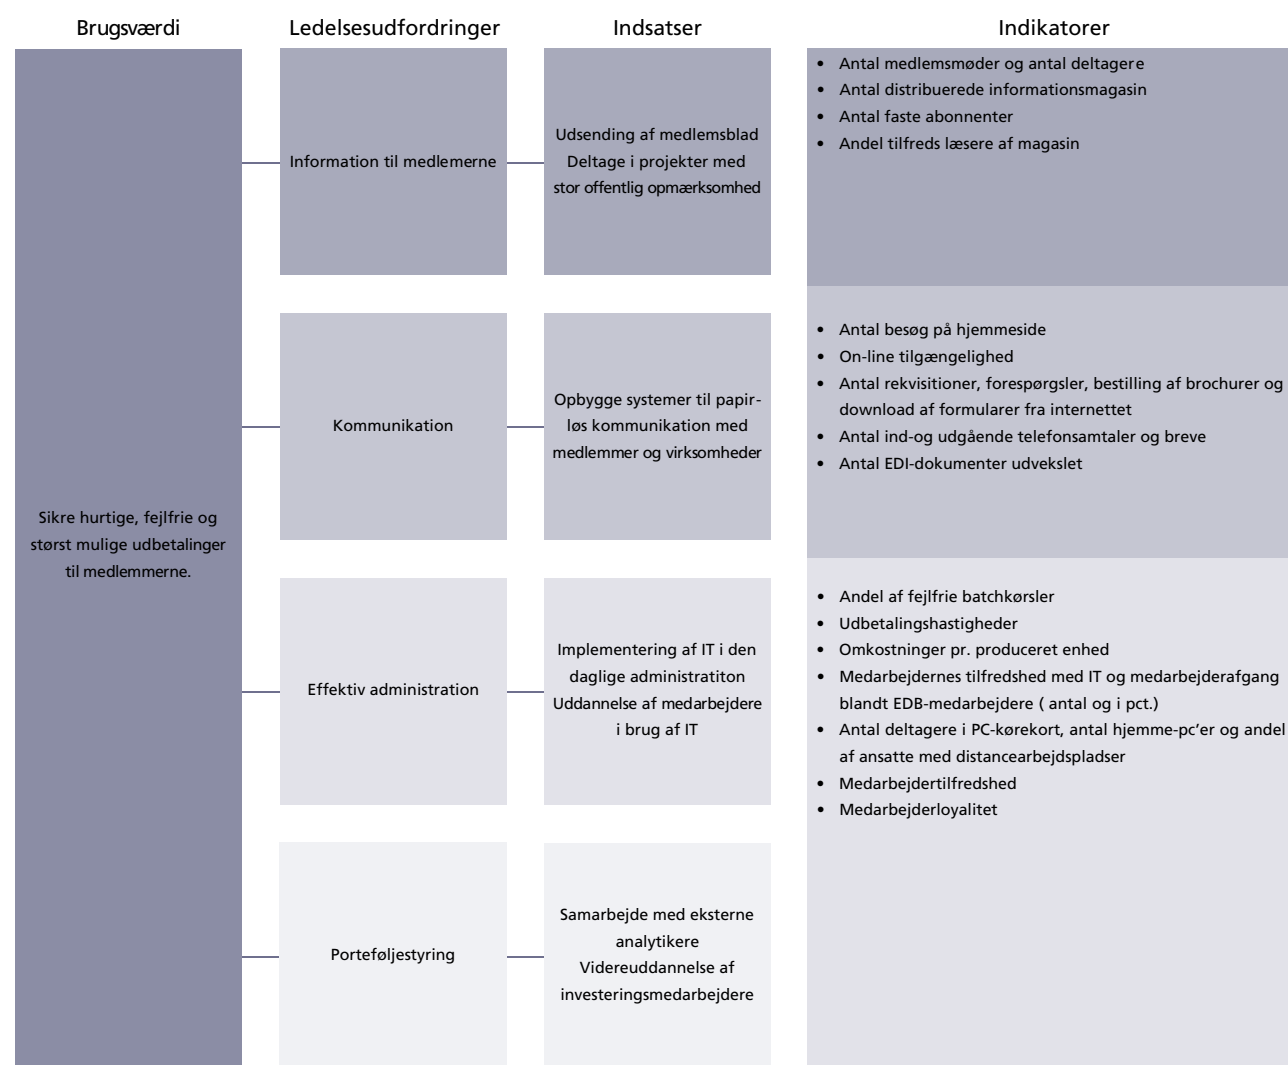 Brugsværdi
Ledelsesudfordringer
Indsatser
Indikatorer
Sikre hurtige, fejlfrie og
størst mulige udbetalinger
til medlemmerne.
Information til medlemerne
Udsending af medlemsblad
Deltage i projekter med
stor offentlig opmærksomhed
• Antal medlemsmøder og antal deltagere
• Antal distribuerede informationsmagasin
• Antal faste abonnenter
• Andel tilfreds læsere af magasin
Kommunikation
Opbygge systemer til papir-
løs kommunikation med
medlemmer og virksomheder
• Antal besøg på hjemmeside
• On-line tilgængelighed
• Antal rekvisitioner, forespørgsler, bestilling af brochurer og
download af formularer fra internettet
• Antal ind-og udgående telefonsamtaler og breve
• Antal EDI-dokumenter udvekslet
Effektiv administration
Implementering af IT i den
daglige administratiton
Uddannelse af medarbejdere
i brug af IT
• Andel af fejlfrie batchkørsler
• Udbetalingshastigheder
• Omkostninger pr. produceret enhed
• Medarbejdernes tilfredshed med IT og medarbejderafgang
blandt EDB-medarbejdere ( antal og i pct.)
• Antal deltagere i PC-kørekort, antal hjemme-pc’er og andel
af ansatte med distancearbejdspladser
• Medarbejdertilfredshed
• Medarbejderloyalitet
Porteføljestyring
Samarbejde med eksterne
analytikere
Videreuddannelse af
investeringsmedarbejdere